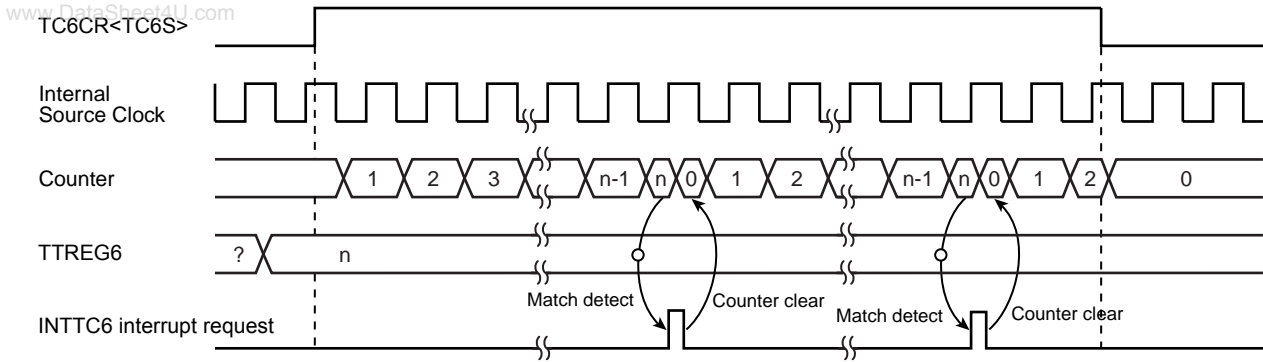 www.DataSheet4U.com
TC6CR<TC6S>
Internal
Source Clock
Counter
1 2 3 n-1 n 0 1 2 n-1 n 0 1 2 0
TTREG6
? n
Match detect Counter clear Match detect Counter clear
INTTC6 interrupt request